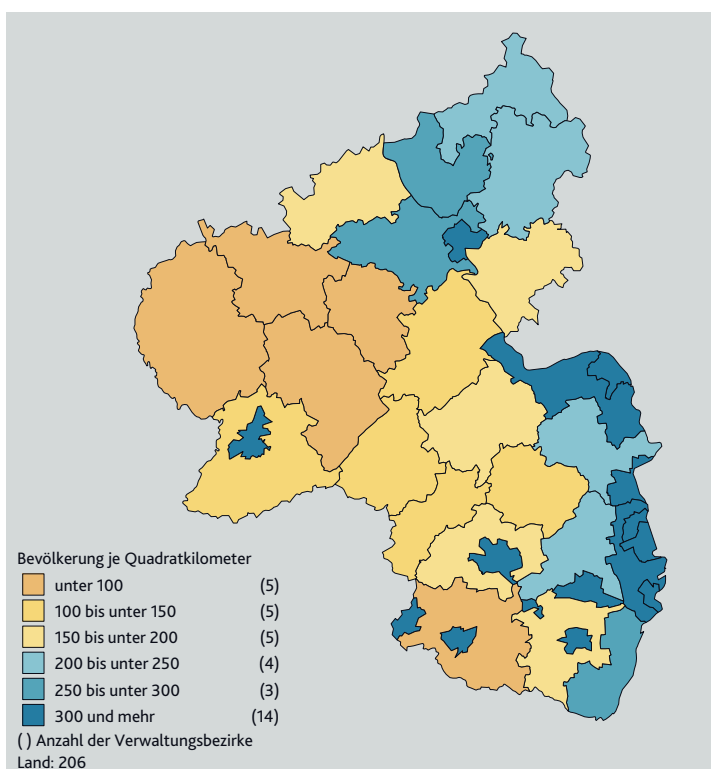 Bevölkerung je Quadratkilometer
unter 100 (5)
100 bis unter 150 (5)
150 bis unter 200 (5)
200 bis unter 250 (4)
250 bis unter 300 (3)
300 und mehr (14)
( ) Anzahl der Verwaltungsbezirke
Land: 206